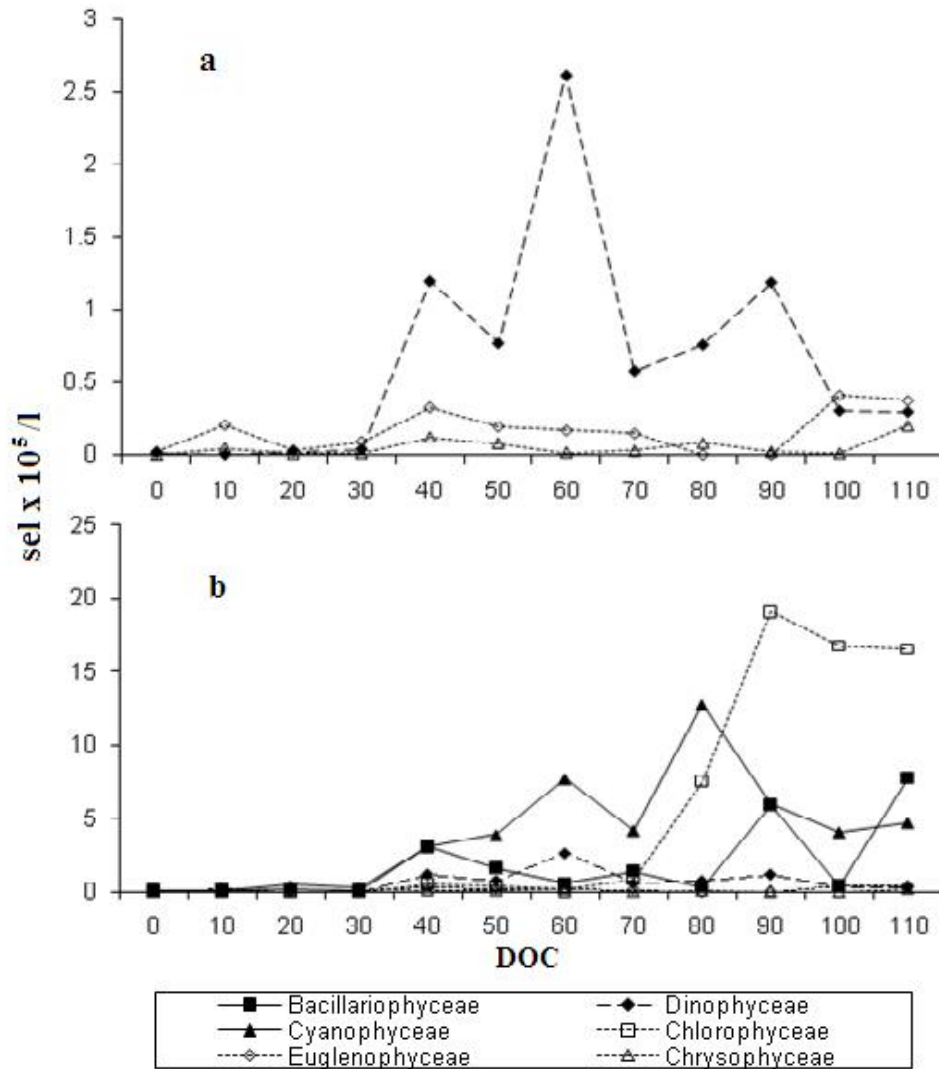 3
a
2.5
2
1.5
1
0.5
0
0 10 20 30 40 50 60 70 80 90 100 110
sel x 10⁵/l
25
b
20
15
10
5
0
0 10 20 30 40 50 60 70 80 90 100 110
DOC
Bacillariophyceae Dinophyceae
Cyanophyceae Chlorophyceae
Euglenophyceae Chrysophyceae